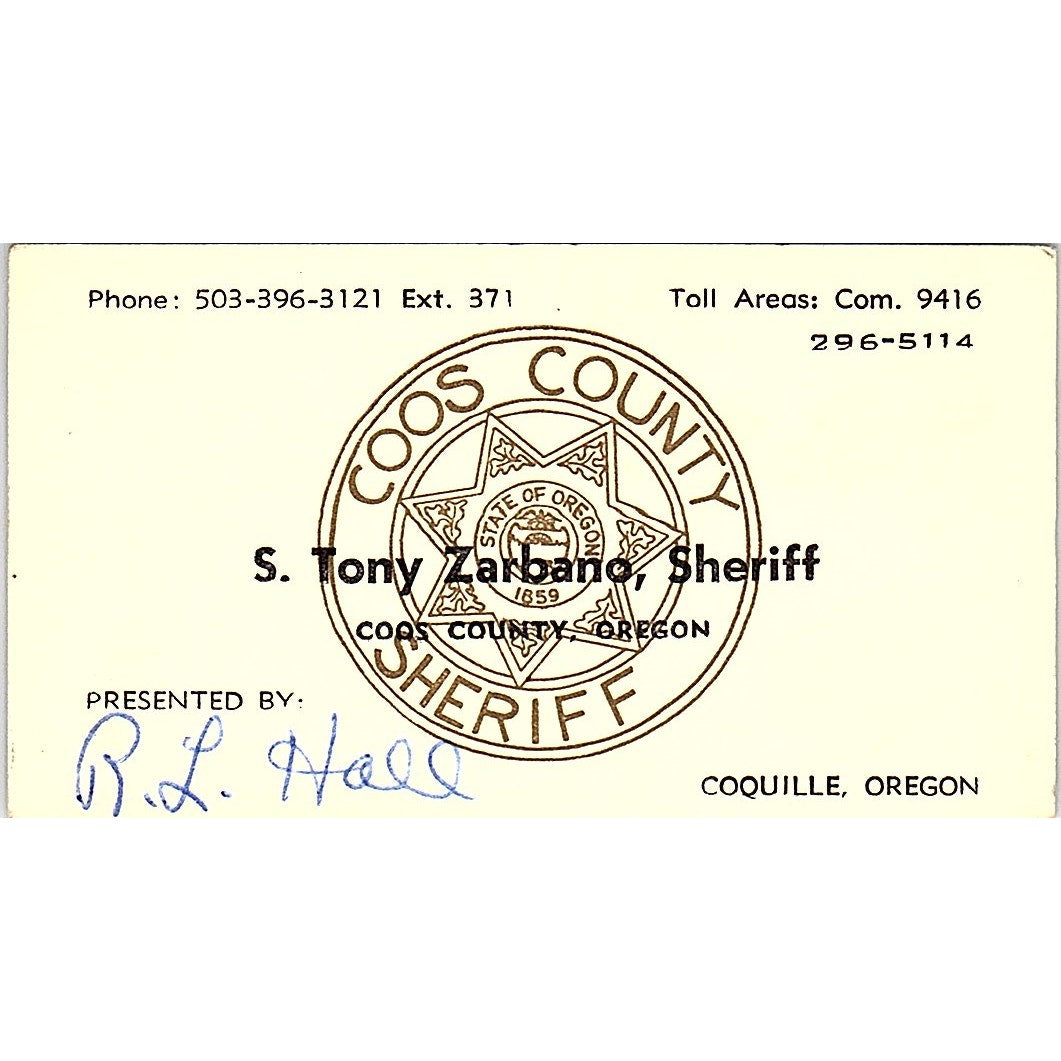 Phone: 503-396-3121 Ext. 371
Toll Areas: Com. 9416
296-5114
COOS COUNTY
STATE OF OREGON
1859
SHERIFF
S. Tony Zarbano, Sheriff
COOS COUNTY, OREGON
PRESENTED BY:
R. L. Hall
COQUILLE, OREGON